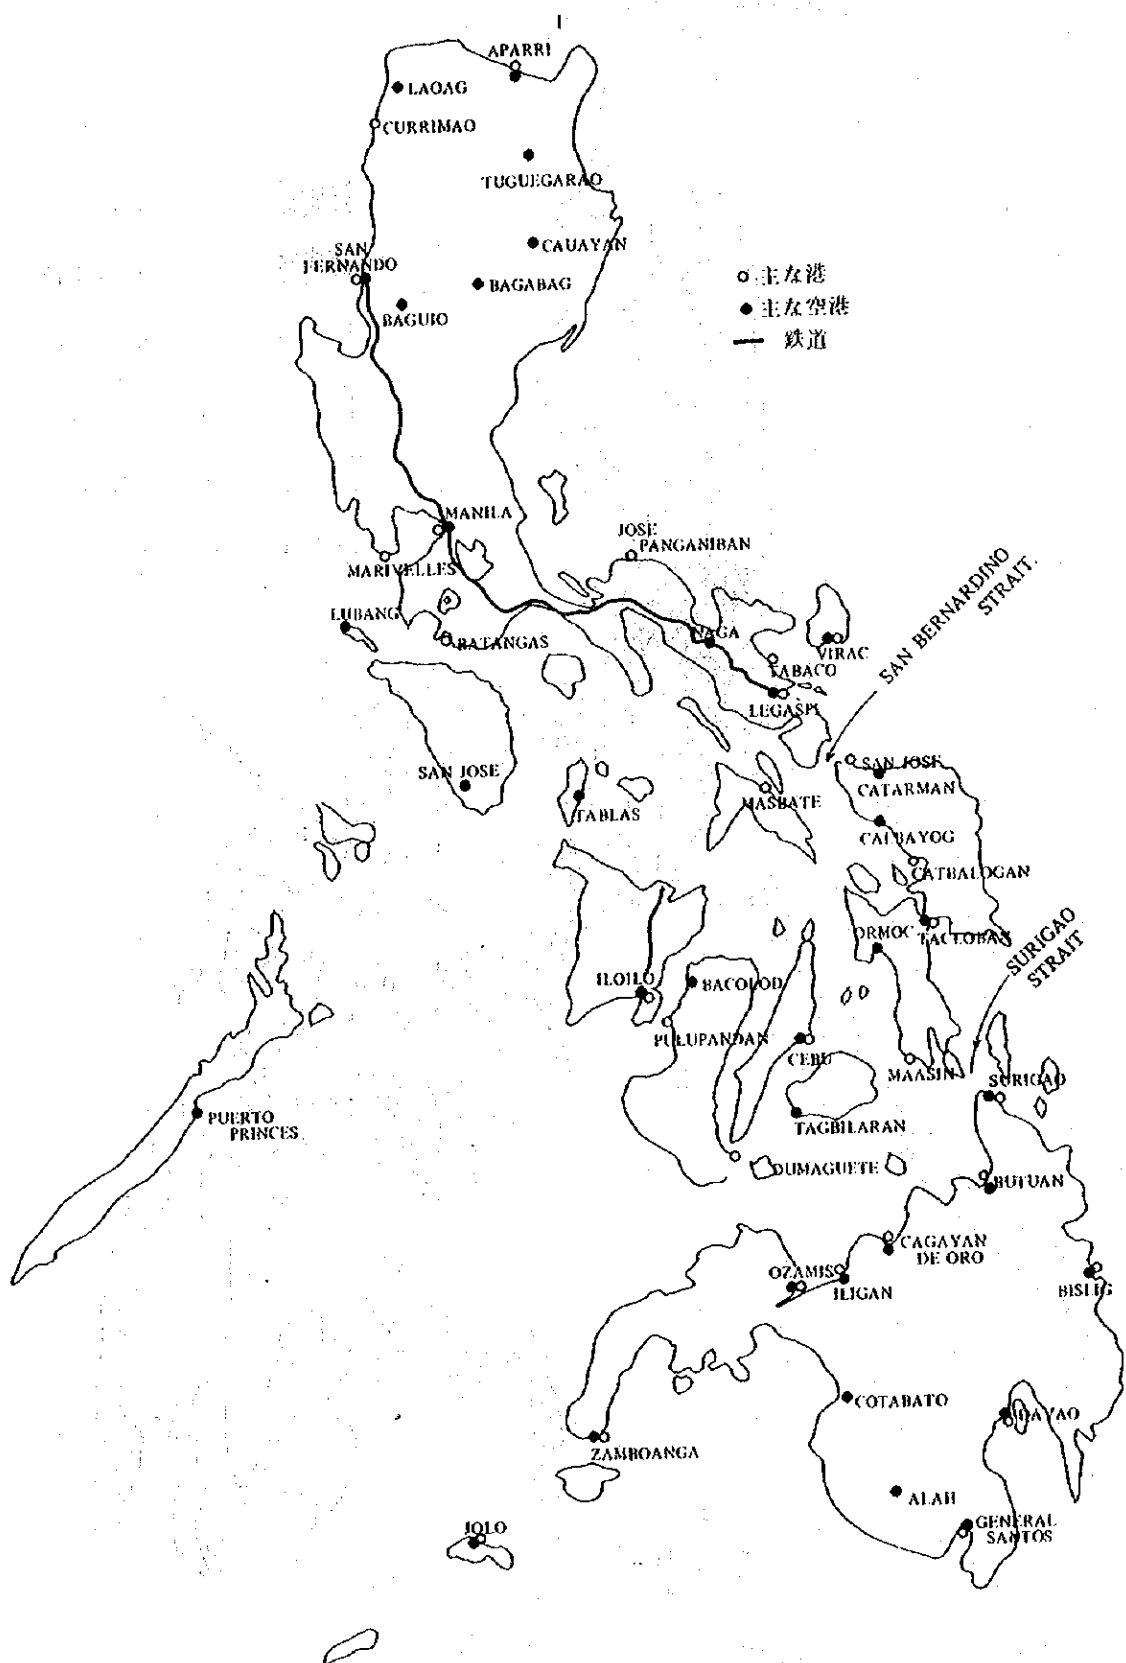 APARRI
LAOAG
CURRIMAO
TUGUEGARAO
SAN
FERNANDO
CAUAYAN
BAGABAG
BAGUIO
主な港
主な空港
鉄道
MANILA
JOSE
PANGANIBAN
MARIVELLES
LUBANG
BATANGAS
NAGA
VIRAC
TABACO
LEGASPI
SAN BERNARDINO
STRAIT.
SAN JOSE
SAN JOSE
CATARMAN
MASBATE
TABLAS
CALBAYOG
CATBALOGAN
ORMOC
TACLOBAN
SURIGAO
STRAIT
ILOILO
BACOLOD
PULUPANDAN
CEBU
MAASIN
SURIGAO
PUERTO
PRINCES
TAGBILARAN
DUMAGUETE
BUTUAN
CAGAYAN
DE ORO
OZAMIS
ILIGAN
BISLIG
COTABATO
DAVAO
ZAMBOANGA
ALAH
GENERAL
SANTOS
JOLO